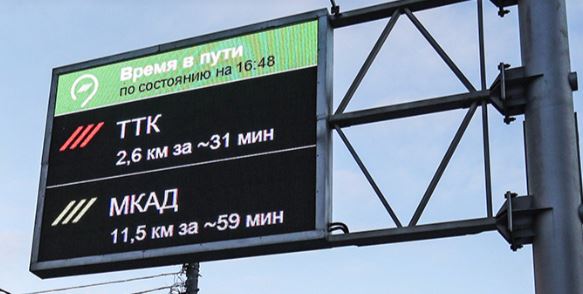 Время в пути
по состоянию на 16:48
ТТК
2,6 км за ~31 мин
МКАД
11,5 км за ~59 мин